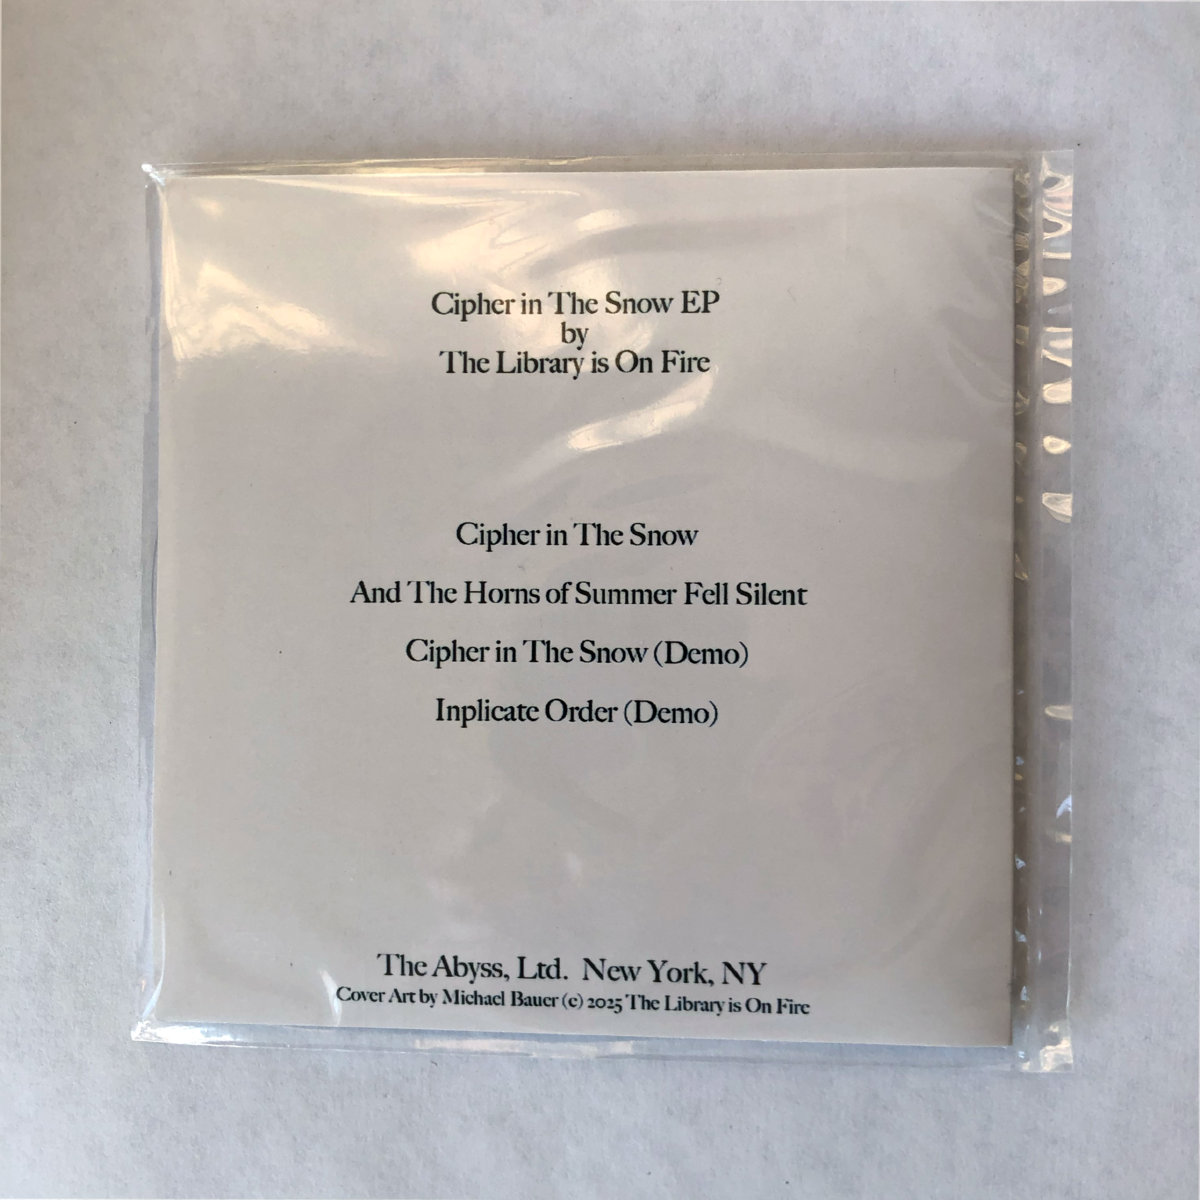 Cipher in The Snow EP
by
The Library is On Fire
Cipher in The Snow
And The Horns of Summer Fell Silent
Cipher in The Snow (Demo)
Inplicate Order (Demo)
The Abyss, Ltd.  New York, NY
Cover Art by Michael Bauer (c) 2025 The Library is On Fire